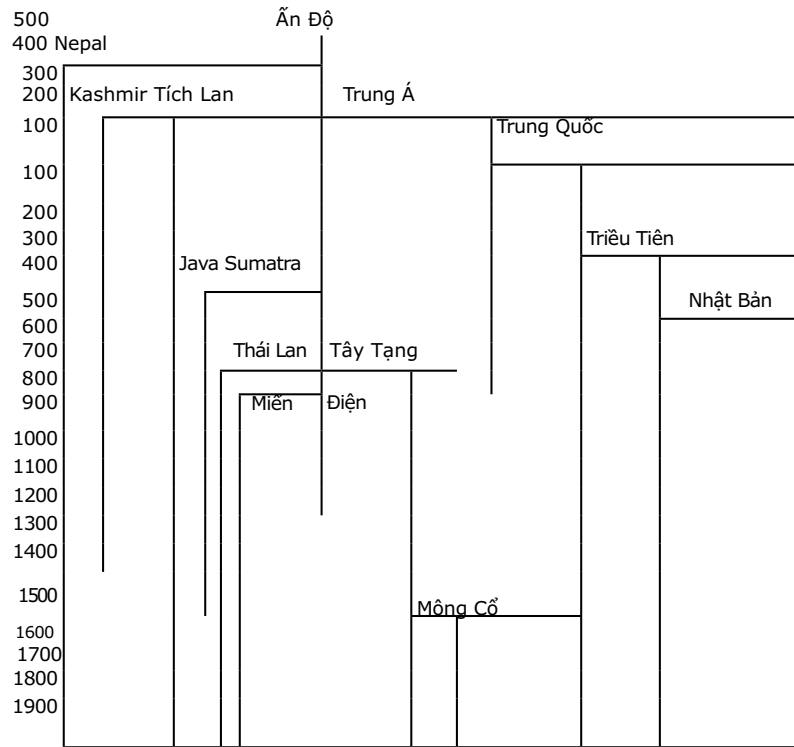 500 Ấn Độ
400 Nepal
300
200 Kashmir Tích Lan Trung Á
100 Trung Quốc
100
200
300 Triều Tiên
400 Java Sumatra
500 Nhật Bản
600
700 Thái Lan Tây Tạng
800
900 Miến Điện
1000
1100
1200
1300
1400
1500 Mông Cổ
1600
1700
1800
1900